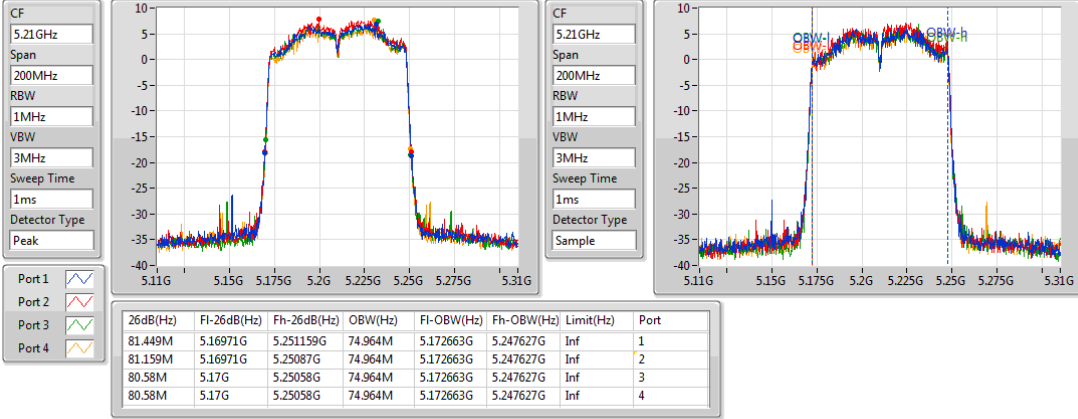 CF
5.21GHz
Span
200MHz
RBW
1MHz
VBW
3MHz
Sweep Time
1ms
Detector Type
Peak
10
5
0
-5
-10
-15
-20
-25
-30
-35
-40
5.11G 5.15G 5.175G 5.2G 5.225G 5.25G 5.275G 5.31G
CF
5.21GHz
Span
200MHz
RBW
1MHz
VBW
3MHz
Sweep Time
1ms
Detector Type
Sample
10
5
0
-5
-10
-15
-20
-25
-30
-35
-40
OBW-l OBW-h
5.11G 5.15G 5.175G 5.2G 5.225G 5.25G 5.275G 5.31G
Port 1
Port 2
Port 3
Port 4
26dB(Hz) Fl-26dB(Hz) Fh-26dB(Hz) OBW(Hz) Fl-OBW(Hz) Fh-OBW(Hz) Limit(Hz) Port
81.449M 5.16971G 5.251159G 74.964M 5.172663G 5.247627G Inf 1
81.159M 5.16971G 5.25087G 74.964M 5.172663G 5.247627G Inf 2
80.58M 5.17G 5.25058G 74.964M 5.172663G 5.247627G Inf 3
80.58M 5.17G 5.25058G 74.964M 5.172663G 5.247627G Inf 4